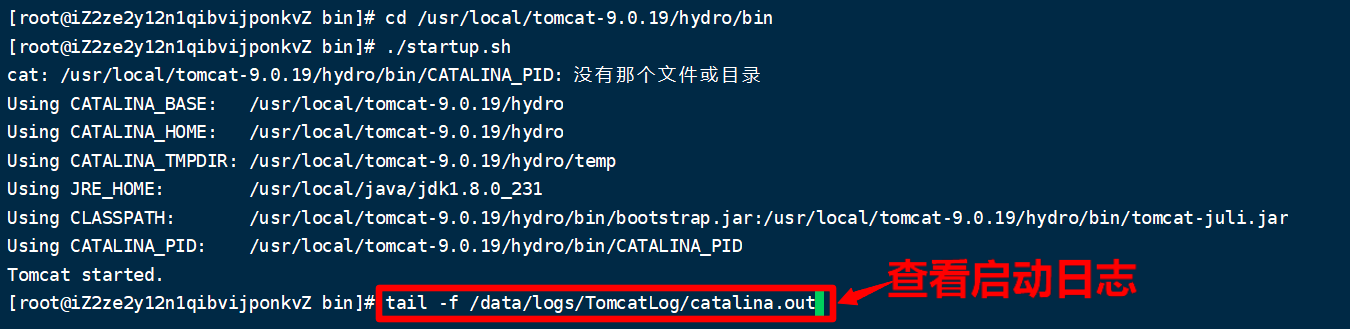 [root@iZ2ze2y12n1qibvijponkvZ bin]# cd /usr/local/tomcat-9.0.19/hydro/bin
[root@iZ2ze2y12n1qibvijponkvZ bin]# ./startup.sh
cat: /usr/local/tomcat-9.0.19/hydro/bin/CATALINA_PID: 没有那个文件或目录
Using CATALINA_BASE:   /usr/local/tomcat-9.0.19/hydro
Using CATALINA_HOME:   /usr/local/tomcat-9.0.19/hydro
Using CATALINA_TMPDIR: /usr/local/tomcat-9.0.19/hydro/temp
Using JRE_HOME:        /usr/local/java/jdk1.8.0_231
Using CLASSPATH:       /usr/local/tomcat-9.0.19/hydro/bin/bootstrap.jar:/usr/local/tomcat-9.0.19/hydro/bin/tomcat-juli.jar
Using CATALINA_PID:    /usr/local/tomcat-9.0.19/hydro/bin/CATALINA_PID
Tomcat started.
查看启动日志
[root@iZ2ze2y12n1qibvijponkvZ bin]# tail -f /data/logs/TomcatLog/catalina.out